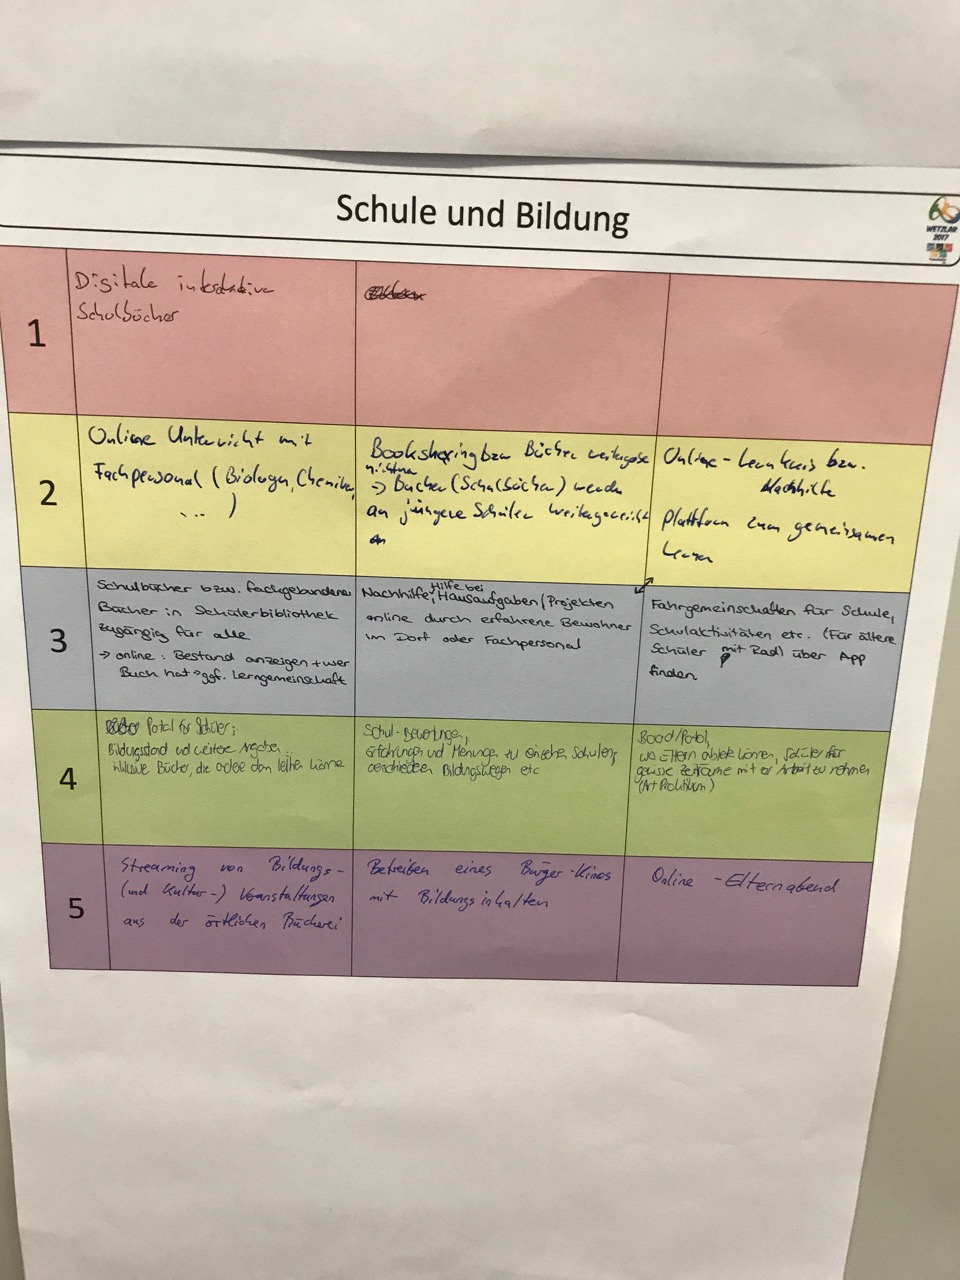 Schule und Bildung
WETZLAR
2017
1
Digitale interaktive
Schulbücher
2
Online Unterricht mit
Fachpersonal (Biologen, Chemiker,
... )
Booksharing bzw Bücher weitergabe
→ Bücher (Schulbücher) werden
an jüngere Schüler weitergereicht
Online-Lernkreis bzw.
Nachhilfe
Plattform zum gemeinsamen
Lernen
3
Schulbücher bzw. fachgebundene
Bücher in Schülerbibliothek
zugängig für alle
→ online: Bestand anzeigen + wer
Buch hat → ggf. Lerngemeinschaft
Nachhilfe, Hilfe bei Hausaufgaben / Projekten
online durch erfahrene Bewohner
im Dorf oder Fachpersonal
Fahrgemeinschaften für Schule,
Schulaktivitäten etc. (Für ältere
Schüler mit Rad) über App
finden
4
Portal für Schüler:
Bildungsstand und weitere Angaben
inklusive Bücher, die andere dann leihen können
Schul-Bewertungen,
Erfahrungen und Meinungen zu einzelnen Schulen,
verschiedenen Bildungswegen etc
Board/Portal,
wo Eltern anbieten können, Schüler für
gewisse Zeiträume mit zur Arbeit zu nehmen
(Art Praktikum)
5
Streaming von Bildungs-
(und Kultur-) Veranstaltungen
aus der örtlichen Bücherei
Betreiben eines Bürger-Kinos
mit Bildungsinhalten
Online - Elternabend